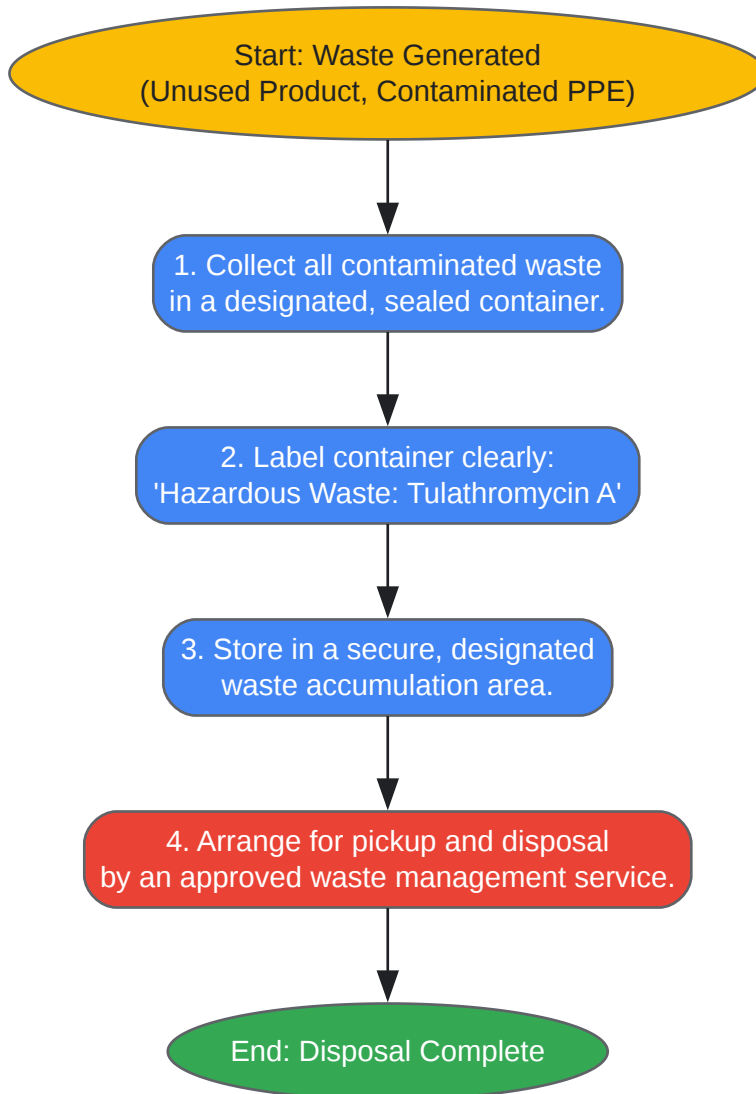 Start: Waste Generated
(Unused Product, Contaminated PPE)
1. Collect all contaminated waste
in a designated, sealed container.
2. Label container clearly:
'Hazardous Waste: Tulathromycin A'
3. Store in a secure, designated
waste accumulation area.
4. Arrange for pickup and disposal
by an approved waste management service.
End: Disposal Complete